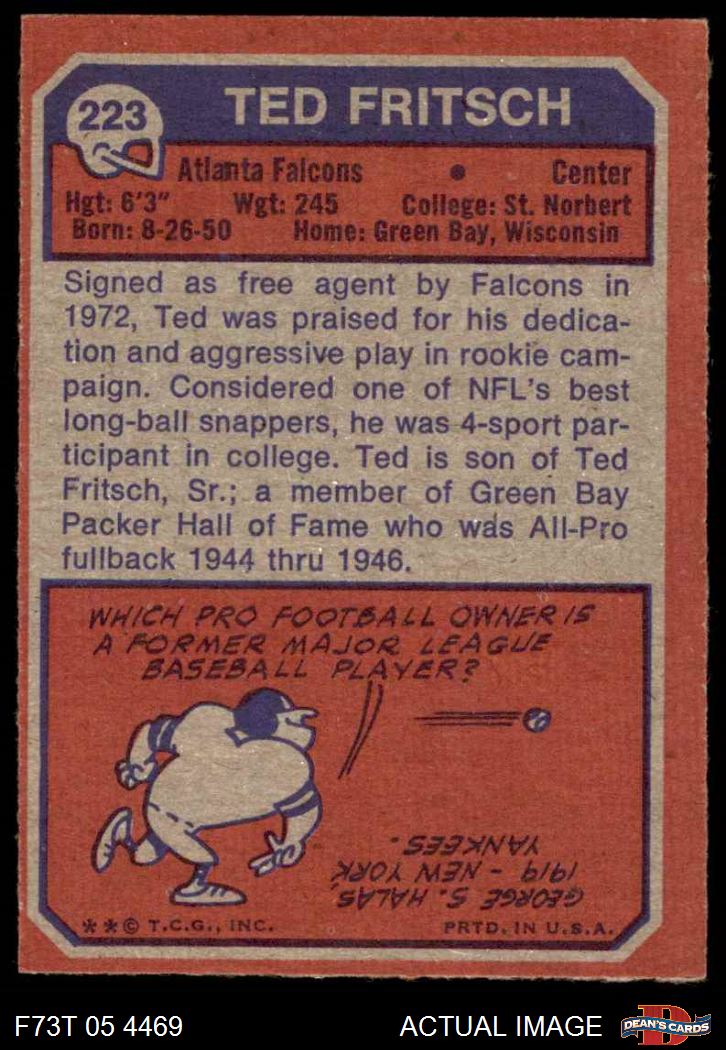 223
TED FRITSCH
Atlanta Falcons • Center
Hgt: 6'3" Wgt: 245 College: St. Norbert
Born: 8-26-50 Home: Green Bay, Wisconsin
Signed as free agent by Falcons in
1972, Ted was praised for his dedica-
tion and aggressive play in rookie cam-
paign. Considered one of NFL's best
long-ball snappers, he was 4-sport par-
ticipant in college. Ted is son of Ted
Fritsch, Sr.; a member of Green Bay
Packer Hall of Fame who was All-Pro
fullback 1944 thru 1946.
WHICH PRO FOOTBALL OWNER IS
A FORMER MAJOR LEAGUE
BASEBALL PLAYER?
GEORGE S. HALAS,
1919 - NEW YORK
YANKEES.
**© T.C.G., INC. PRTD. IN U.S.A.
F73T 05 4469 ACTUAL IMAGE
D
DEAN'S CARDS